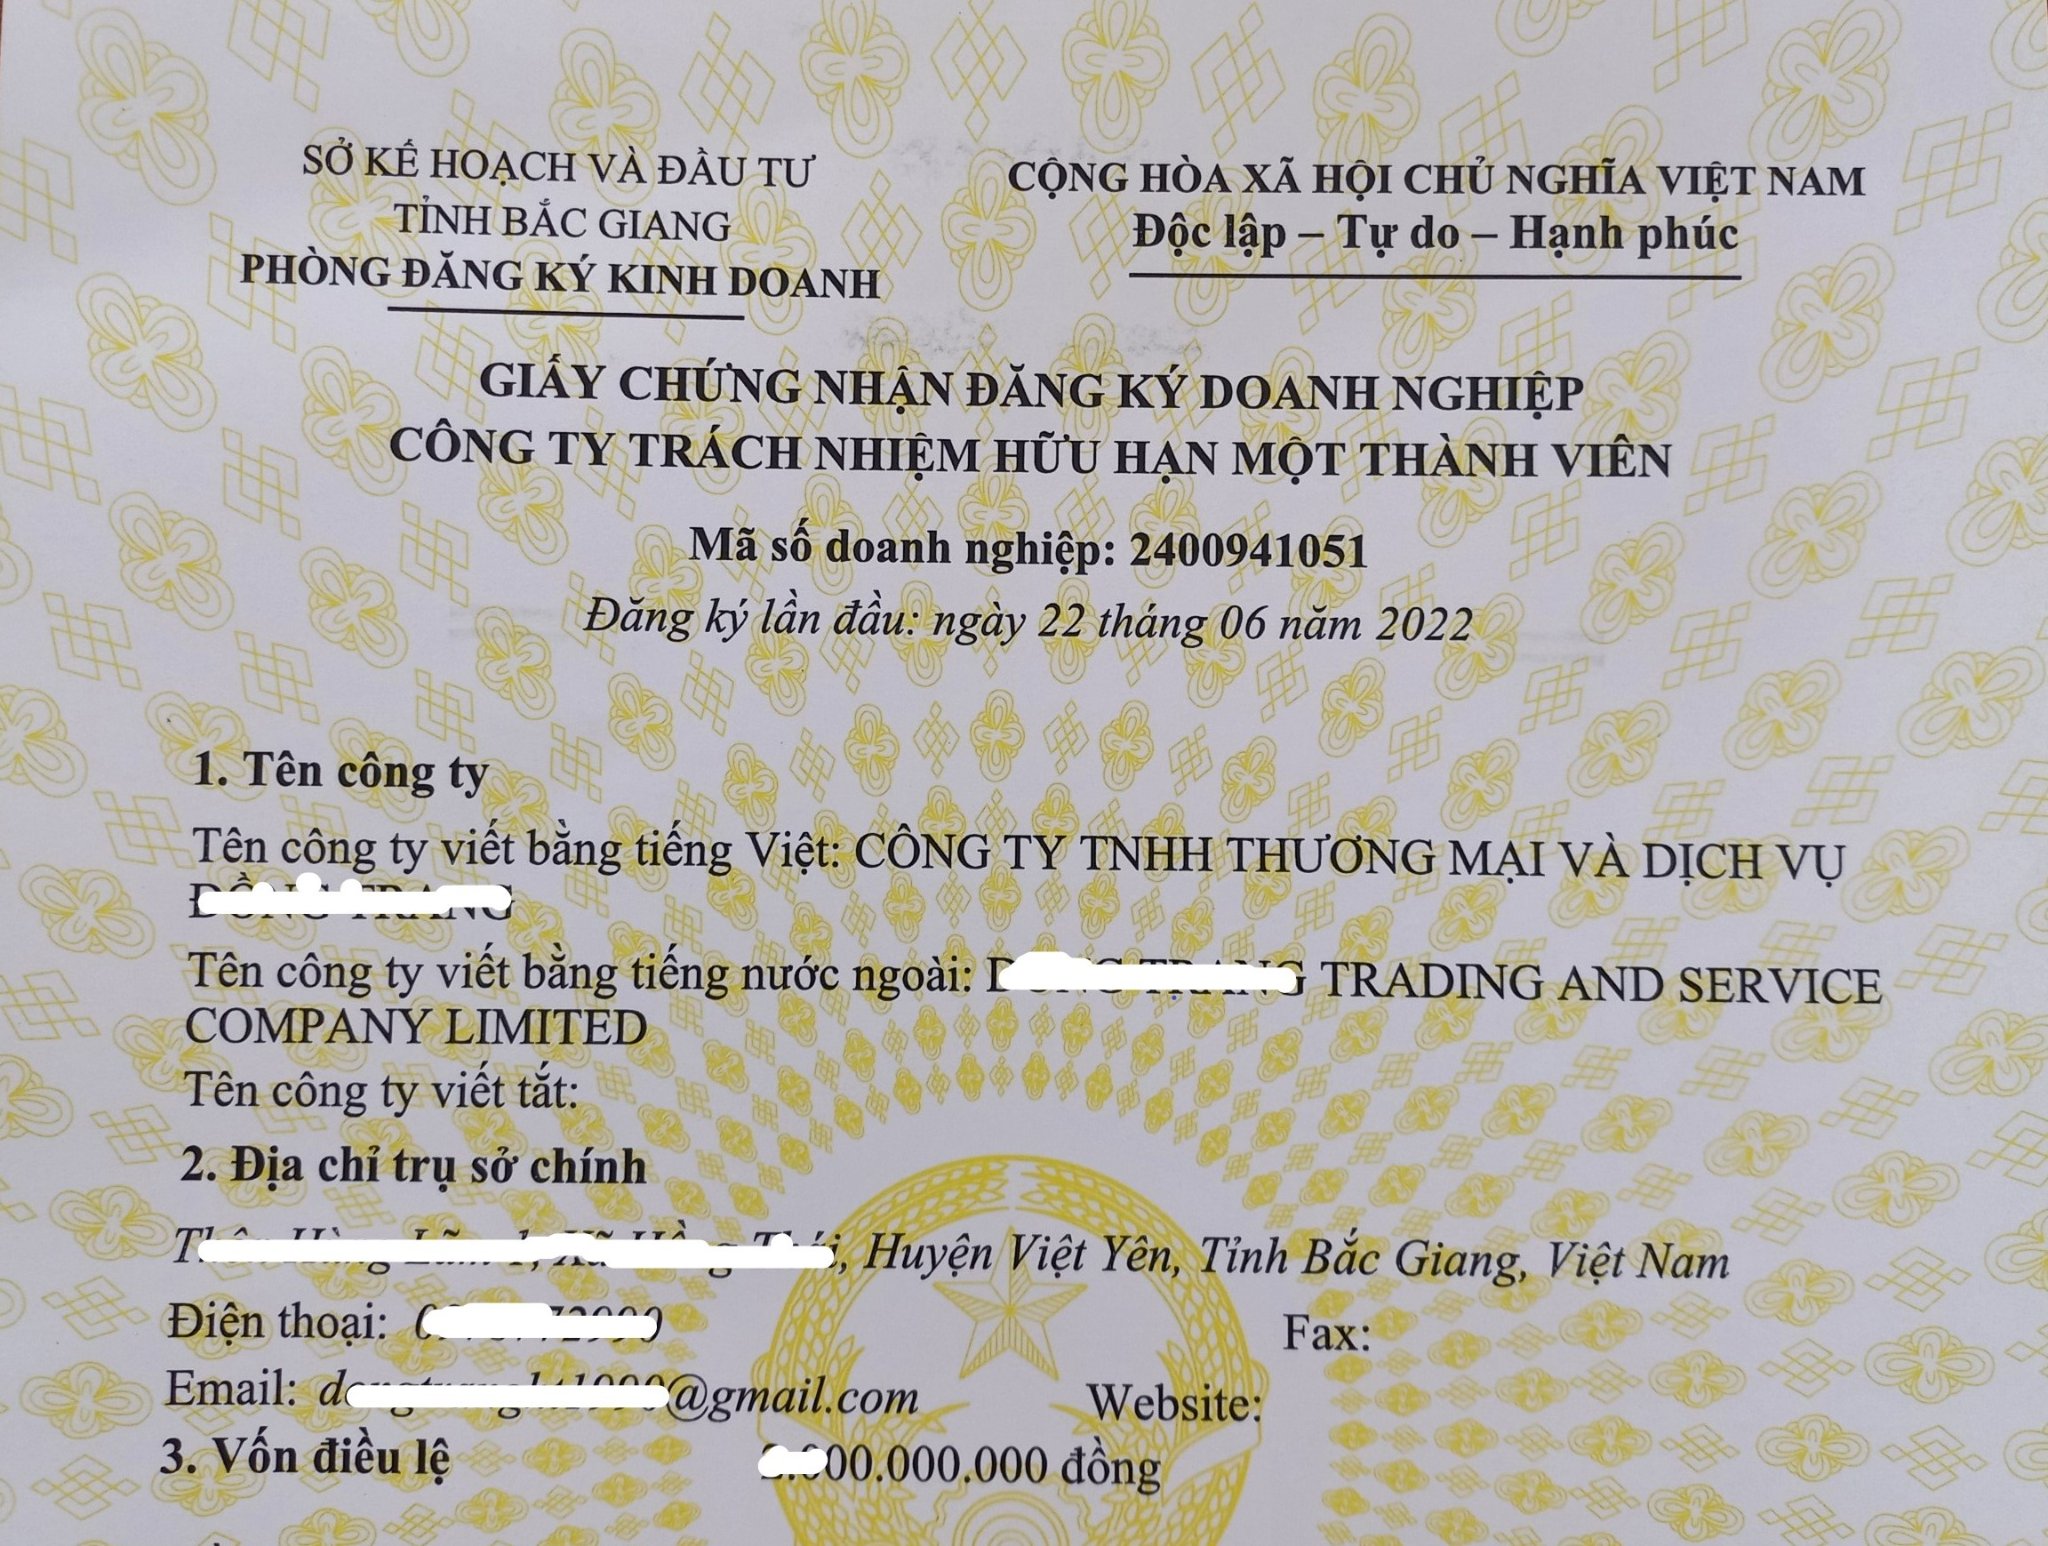 SỞ KẾ HOẠCH VÀ ĐẦU TƯ
TỈNH BẮC GIANG
PHÒNG ĐĂNG KÝ KINH DOANH
CỘNG HÒA XÃ HỘI CHỦ NGHĨA VIỆT NAM
Độc lập – Tự do – Hạnh phúc
GIẤY CHỨNG NHẬN ĐĂNG KÝ DOANH NGHIỆP
CÔNG TY TRÁCH NHIỆM HỮU HẠN MỘT THÀNH VIÊN
Mã số doanh nghiệp: 2400941051
Đăng ký lần đầu: ngày 22 tháng 06 năm 2022
1. Tên công ty
Tên công ty viết bằng tiếng Việt: CÔNG TY TNHH THƯƠNG MẠI VÀ DỊCH VỤ
Tên công ty viết bằng tiếng nước ngoài: TRADING AND SERVICE
COMPANY LIMITED
Tên công ty viết tắt:
2. Địa chỉ trụ sở chính
Huyện Việt Yên, Tỉnh Bắc Giang, Việt Nam
Điện thoại:
Fax:
Email: @gmail.com
Website:
3. Vốn điều lệ
00.000.000 đồng